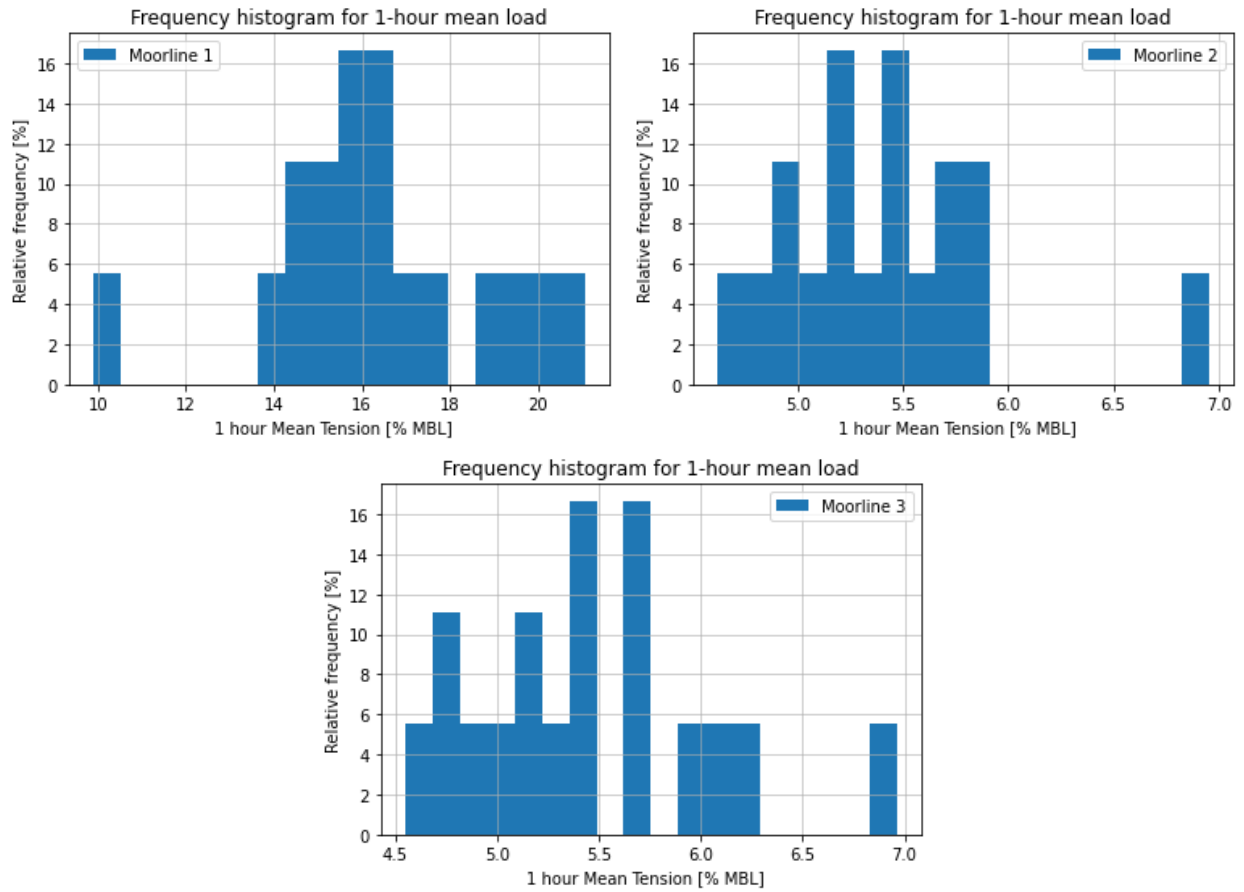 Frequency histogram for 1-hour mean load
Moorline 1
Relative frequency [%]
16
14
12
10
8
6
4
2
0
10 12 14 16 18 20
1 hour Mean Tension [% MBL]
Frequency histogram for 1-hour mean load
Moorline 2
Relative frequency [%]
16
14
12
10
8
6
4
2
0
5.0 5.5 6.0 6.5 7.0
1 hour Mean Tension [% MBL]
Frequency histogram for 1-hour mean load
Moorline 3
Relative frequency [%]
16
14
12
10
8
6
4
2
0
4.5 5.0 5.5 6.0 6.5 7.0
1 hour Mean Tension [% MBL]